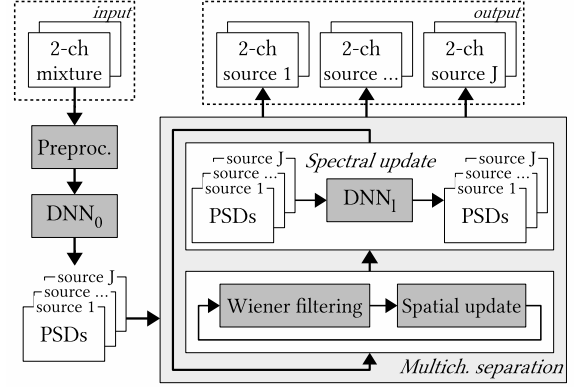 input
2-ch
mixture
output
2-ch
source 1
2-ch
source ...
2-ch
source J
Preproc.
DNN0
source J
source ...
source 1
PSDs
Spectral update
source J
source ...
source 1
PSDs
DNNl
source J
source ...
source 1
PSDs
Wiener filtering
Spatial update
Multich. separation